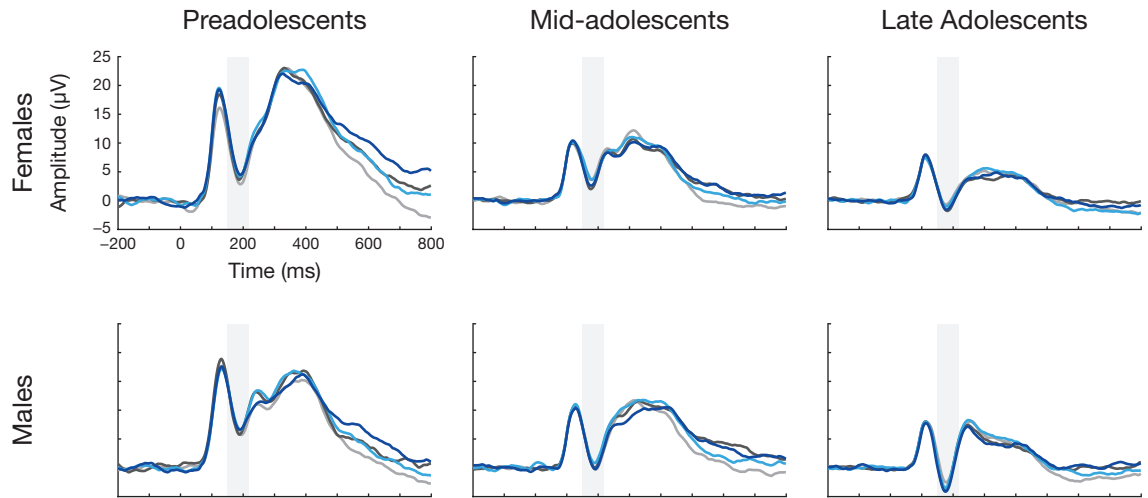 Preadolescents
Mid-adolescents
Late Adolescents
Females
Amplitude (μV)
25
20
15
10
5
0
−5
−200
0
200
400
600
800
Time (ms)
Males